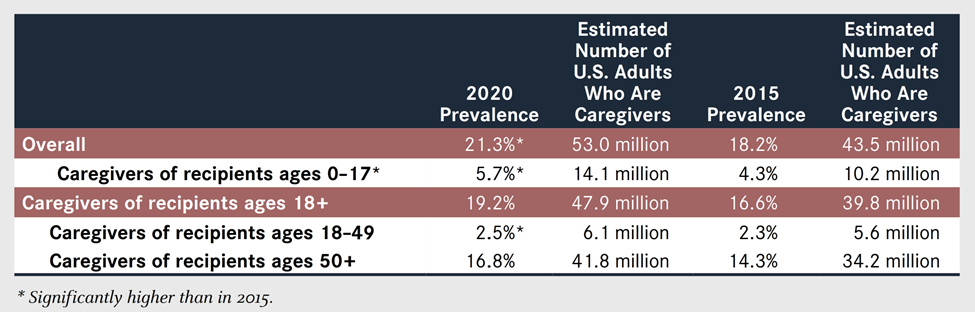 Estimated Estimated
Number of Number of
U.S. Adults U.S. Adults
2020 Who Are 2015 Who Are
Prevalence Caregivers Prevalence Caregivers
Overall 21.3%* 53.0 million 18.2% 43.5 million
Caregivers of recipients ages 0–17* 5.7%* 14.1 million 4.3% 10.2 million
Caregivers of recipients ages 18+ 19.2% 47.9 million 16.6% 39.8 million
Caregivers of recipients ages 18–49 2.5%* 6.1 million 2.3% 5.6 million
Caregivers of recipients ages 50+ 16.8% 41.8 million 14.3% 34.2 million
* Significantly higher than in 2015.